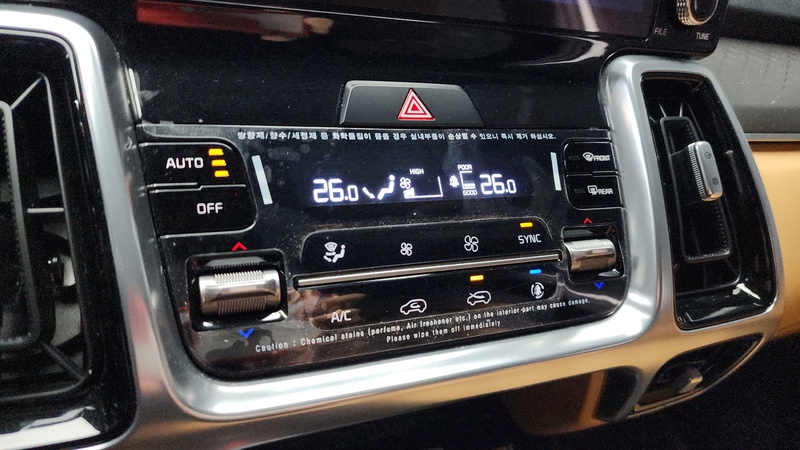 FILE
TUNE
방향제/향수/세정제 등 화학물질이 묻을 경우 실내부품이 손상될 수 있으니 즉시 제거 하십시오.
AUTO
OFF
26.0
HIGH
POOR
GOOD
26.0
FRONT
REAR
SYNC
A/C
Caution : Chemical stains (perfume, Air freshener etc.) on the interior part may cause damage.
Please wipe them off immediately